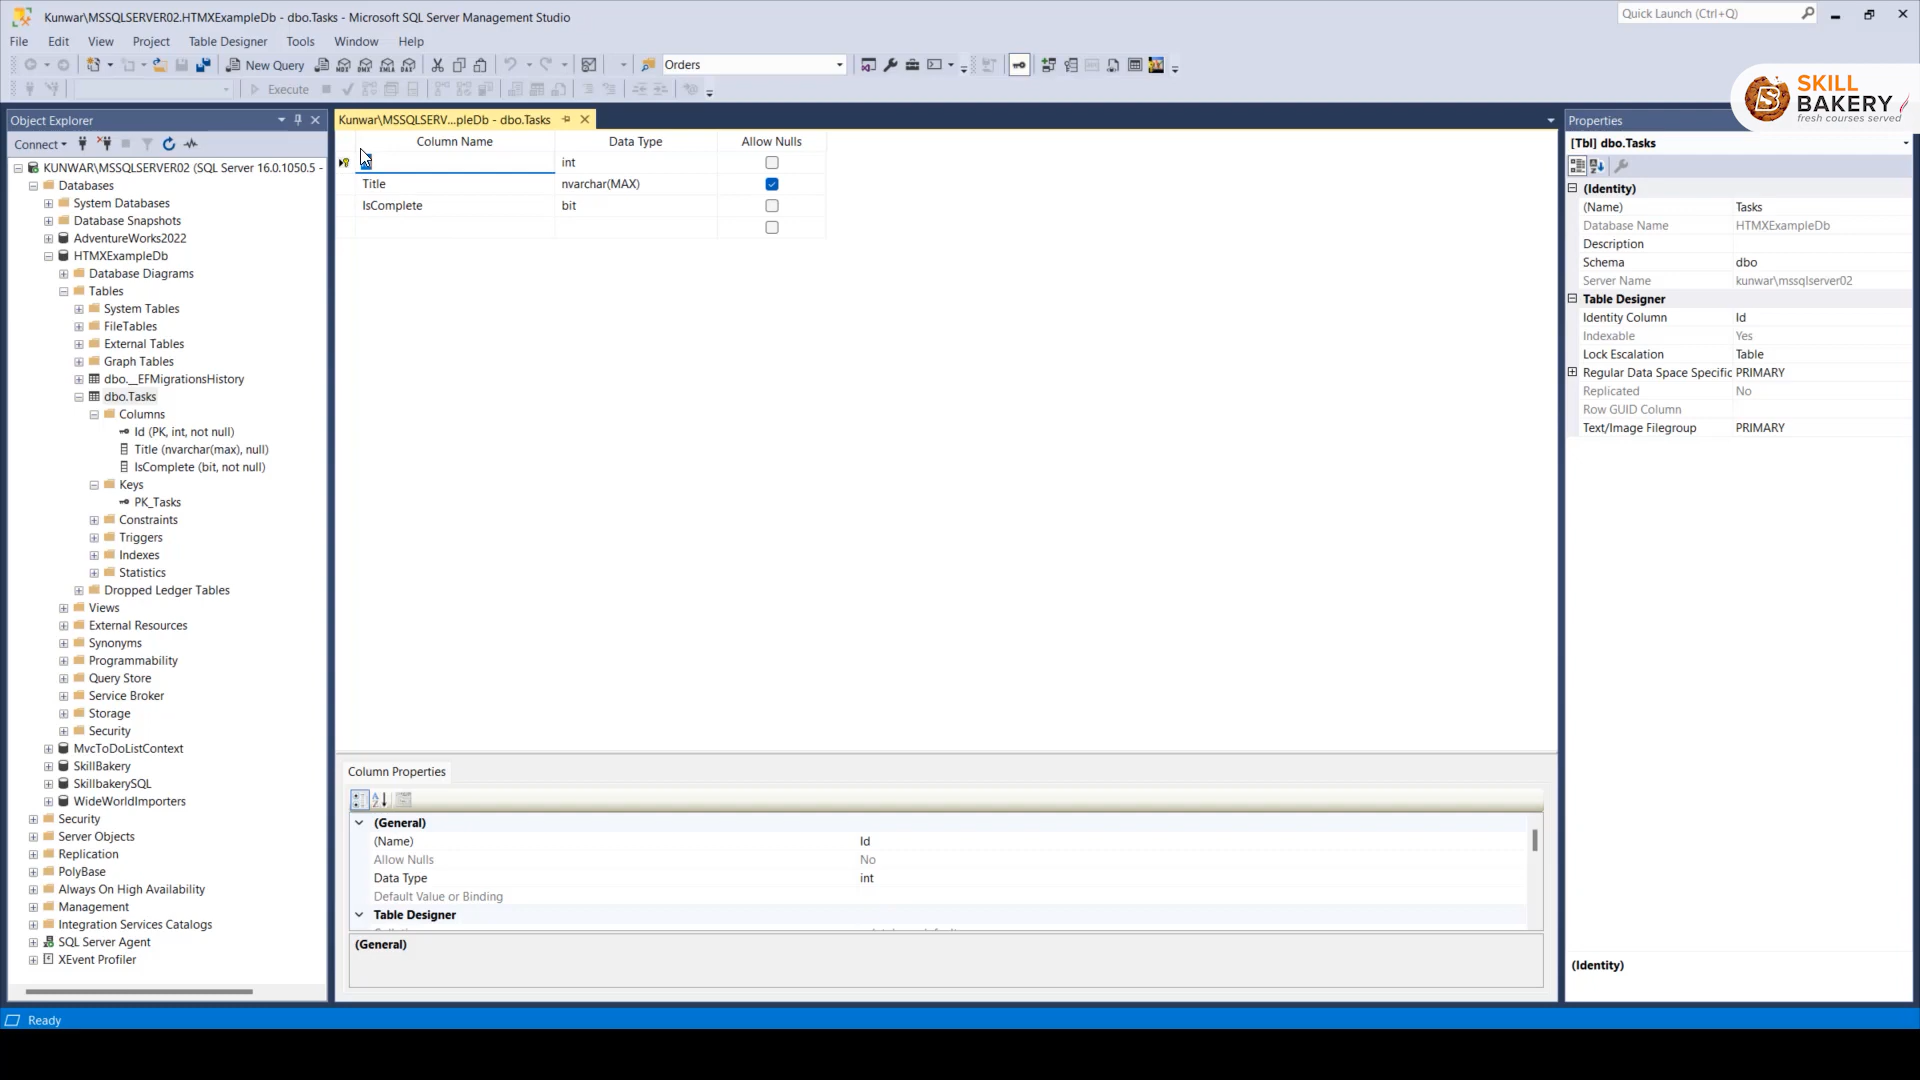 Kunwar\MSSQLSERVER02.HTMXExampleDb - dbo.Tasks - Microsoft SQL Server Management Studio
Quick Launch (Ctrl+Q)
File Edit View Project Table Designer Tools Window Help
New Query
Orders
Execute
SKILL
BAKERY
fresh courses served
Object Explorer
Connect
KUNWAR\MSSQLSERVER02 (SQL Server 16.0.1050.5 -
Databases
System Databases
Database Snapshots
AdventureWorks2022
HTMXExampleDb
Database Diagrams
Tables
System Tables
FileTables
External Tables
Graph Tables
dbo.__EFMigrationsHistory
dbo.Tasks
Columns
Id (PK, int, not null)
Title (nvarchar(max), null)
IsComplete (bit, not null)
Keys
PK_Tasks
Constraints
Triggers
Indexes
Statistics
Dropped Ledger Tables
Views
External Resources
Synonyms
Programmability
Query Store
Service Broker
Storage
Security
MvcToDoListContext
SkillBakery
SkillbakerySQL
WideWorldImporters
Security
Server Objects
Replication
PolyBase
Always On High Availability
Management
Integration Services Catalogs
SQL Server Agent
XEvent Profiler
Kunwar\MSSQLSERV...pleDb - dbo.Tasks
Column Name Data Type Allow Nulls
int
Title nvarchar(MAX)
IsComplete bit
Column Properties
(General)
(Name) Id
Allow Nulls No
Data Type int
Default Value or Binding
Table Designer
(General)
Properties
[Tbl] dbo.Tasks
(Identity)
(Name) Tasks
Database Name HTMXExampleDb
Description
Schema dbo
Server Name kunwar\mssqlserver02
Table Designer
Identity Column Id
Indexable Yes
Lock Escalation Table
Regular Data Space Specific PRIMARY
Replicated No
Row GUID Column
Text/Image Filegroup PRIMARY
(Identity)
Ready